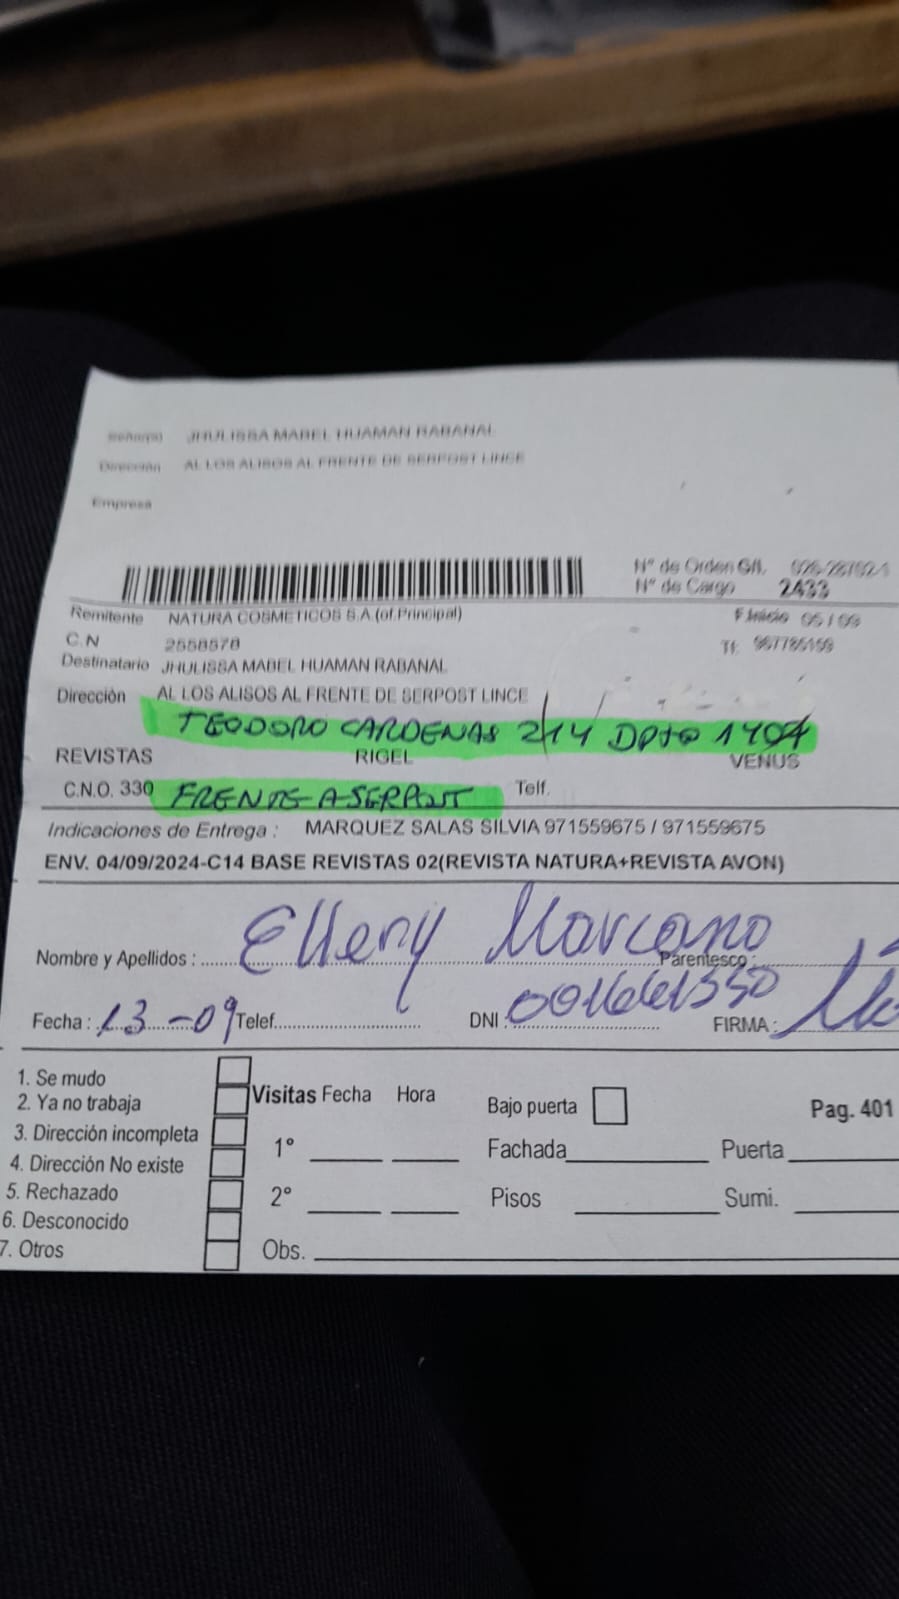 Señor(a) JHULISSA MABEL HUAMAN RABANAL
Dirección AL LOS ALISOS AL FRENTE DE SERPOST LINCE
Empresa
Nº de Orden Gfl.
Nº de Cargo 2433
Remitente NATURA COSMETICOS S.A (of.Principal)
F.Inicio 05 / 09
C.N 2558578
Tf:
Destinatario JHULISSA MABEL HUAMAN RABANAL
Dirección AL LOS ALISOS AL FRENTE DE SERPOST LINCE
TEODORO CARDENAS 214 DPTO 1404
REVISTAS RIGEL VENUS
C.N.O. 330 FRENTE A SERPOST Telf.
Indicaciones de Entrega : MARQUEZ SALAS SILVIA 971559675 / 971559675
ENV. 04/09/2024-C14 BASE REVISTAS 02(REVISTA NATURA+REVISTA AVON)
Nombre y Apellidos : Elleny Marcano Parentesco :
Fecha : 13-09 Telef. DNI 001661350 FIRMA :
1. Se mudo
2. Ya no trabaja
3. Dirección incompleta
4. Dirección No existe
5. Rechazado
6. Desconocido
7. Otros
Visitas Fecha Hora
1°
2°
Obs.
Bajo puerta
Pag. 401
Fachada Puerta
Pisos Sumi.